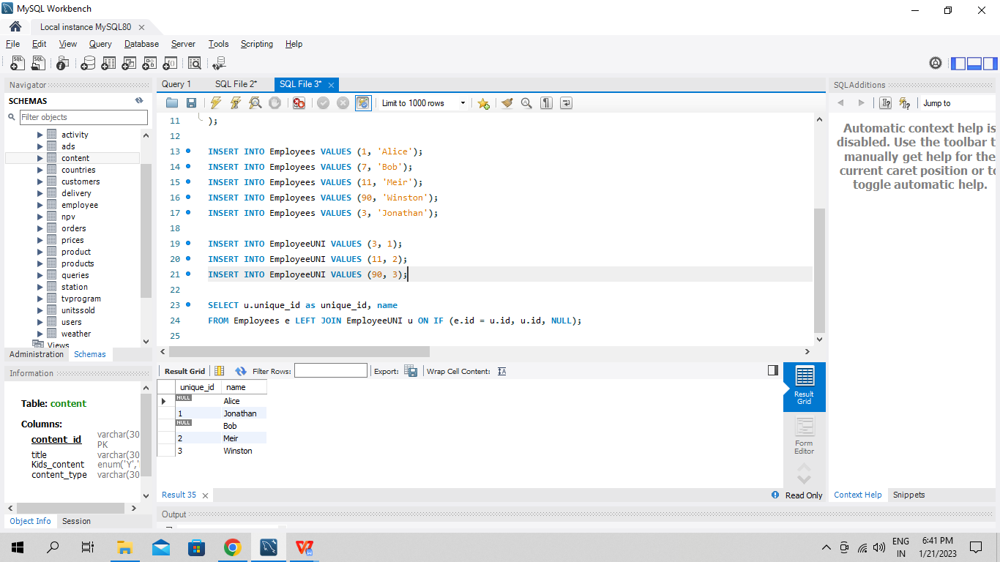 MySQL Workbench
Local instance MySQL80
File Edit View Query Database Server Tools Scripting Help
Navigator
SCHEMAS
Filter objects
activity
ads
content
countries
customers
delivery
employee
npv
orders
prices
product
products
queries
station
tvprogram
unitssold
users
weather
Views
Administration Schemas
Information
Table: content
Columns:
content_id varchar(30 PK
title varchar(30
Kids_content enum('Y','
content_type varchar(30
Object Info Session
Query 1 SQL File 2* SQL File 3*
Limit to 1000 rows
11 );
12
13 INSERT INTO Employees VALUES (1, 'Alice');
14 INSERT INTO Employees VALUES (7, 'Bob');
15 INSERT INTO Employees VALUES (11, 'Meir');
16 INSERT INTO Employees VALUES (90, 'Winston');
17 INSERT INTO Employees VALUES (3, 'Jonathan');
18
19 INSERT INTO EmployeeUNI VALUES (3, 1);
20 INSERT INTO EmployeeUNI VALUES (11, 2);
21 INSERT INTO EmployeeUNI VALUES (90, 3);
22
23 SELECT u.unique_id as unique_id, name
24 FROM Employees e LEFT JOIN EmployeeUNI u ON IF (e.id = u.id, u.id, NULL);
25
Result Grid Filter Rows: Export: Wrap Cell Content:
unique_id name
NULL Alice
1 Jonathan
NULL Bob
2 Meir
3 Winston
Result Grid
Form Editor
Result 35
Read Only
Output
SQLAdditions
Jump to
Automatic context help is
disabled. Use the toolbar t
manually get help for the
current caret position or to
toggle automatic help.
Context Help Snippets
ENG IN
6:41 PM
1/21/2023